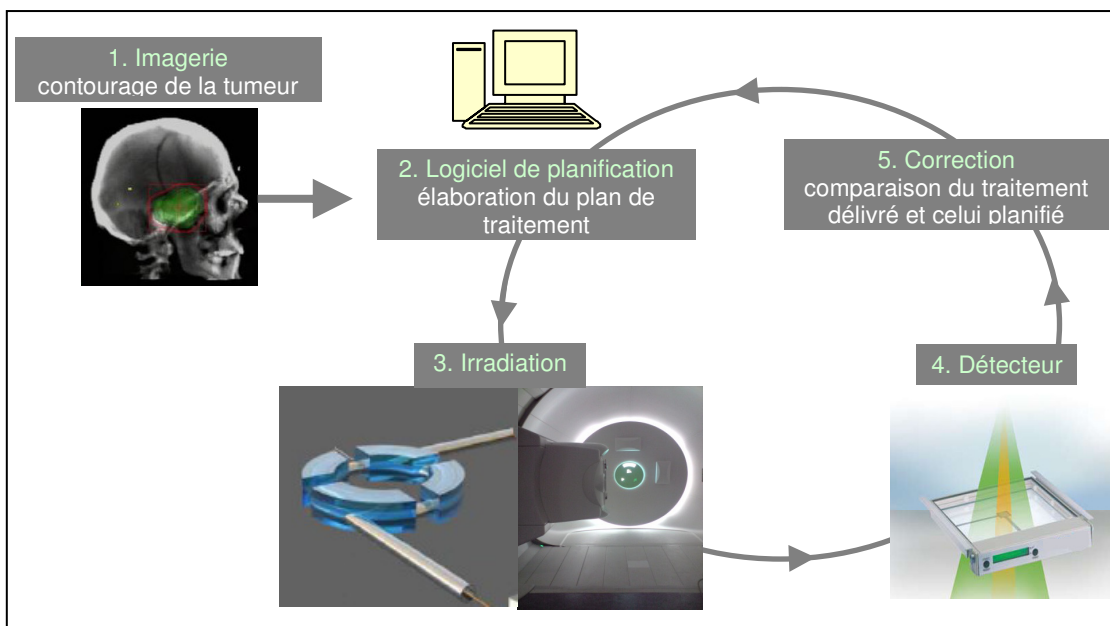 1. Imagerie
contourage de la tumeur
2. Logiciel de planification
élaboration du plan de
traitement
5. Correction
comparaison du traitement
délivré et celui planifié
3. Irradiation
4. Détecteur